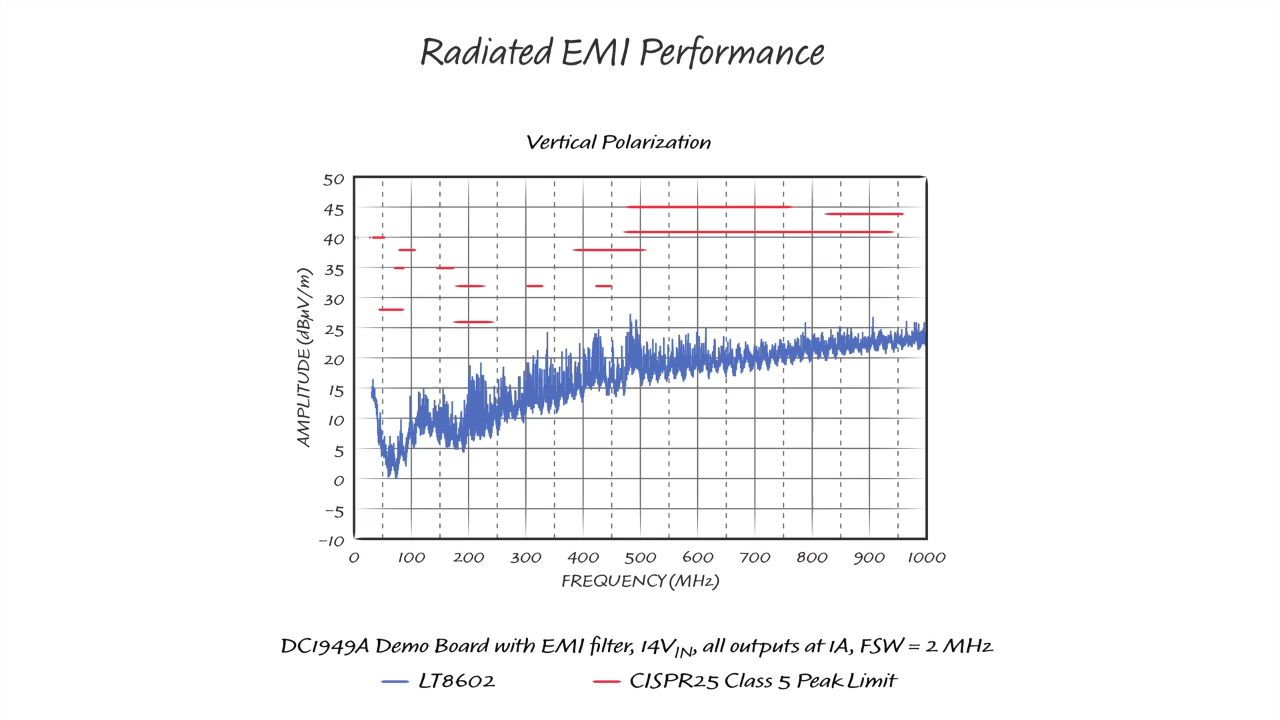 Radiated EMI Performance
Vertical Polarization
50
45
40
35
30
25
20
15
10
5
0
-5
-10
AMPLITUDE (dBµV/m)
0 100 200 300 400 500 600 700 800 900 1000
FREQUENCY (MHz)
DC1949A Demo Board with EMI filter, 14VIN, all outputs at 1A, FSW = 2 MHz
LT8602 CISPR25 Class 5 Peak Limit